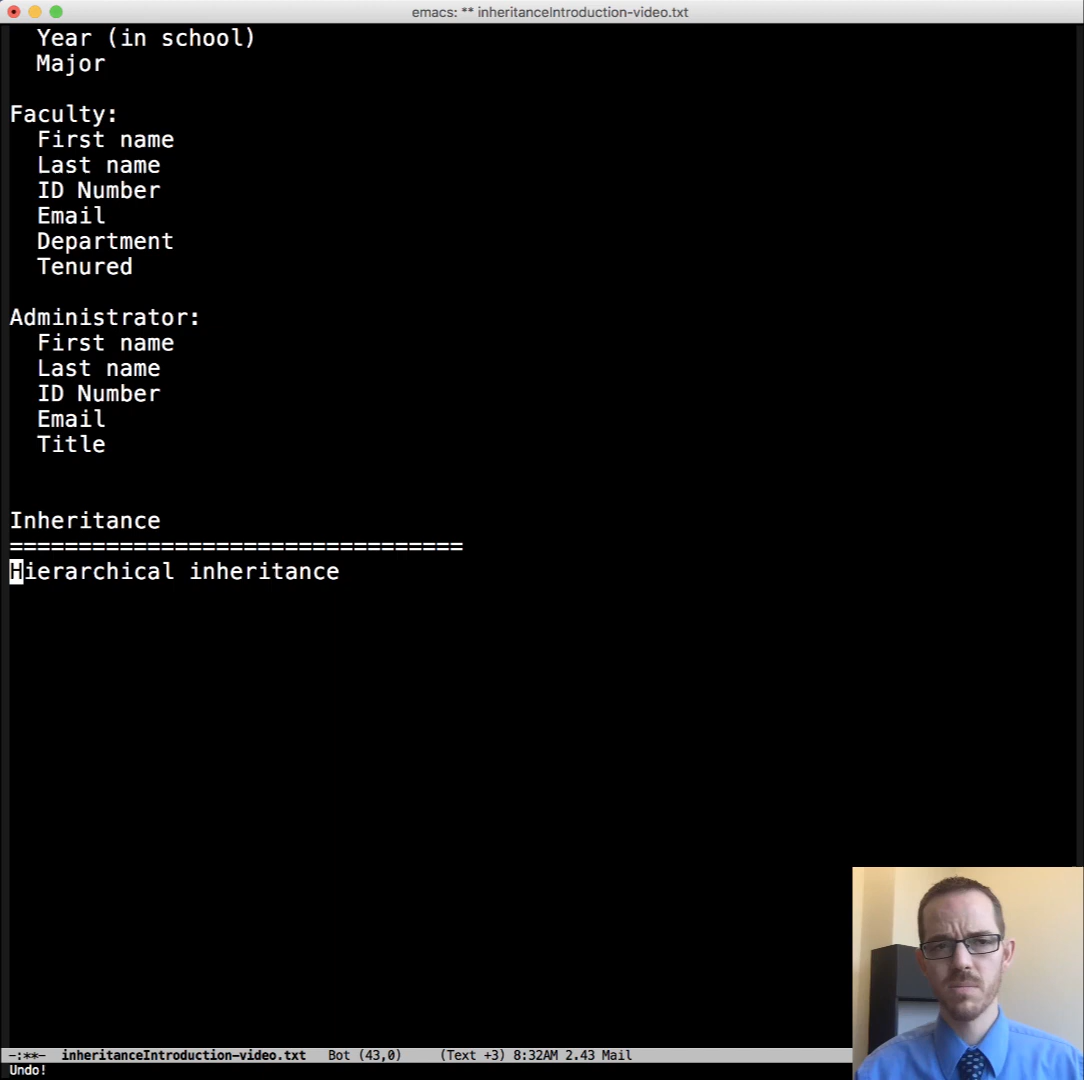 emacs: ** inheritanceIntroduction-video.txt
Year (in school)
Major
Faculty:
First name
Last name
ID Number
Email
Department
Tenured
Administrator:
First name
Last name
ID Number
Email
Title
Inheritance
=================================
Hierarchical inheritance
-:**- inheritanceIntroduction-video.txt Bot (43,0) (Text +3) 8:32AM 2.43 Mail
Undo!